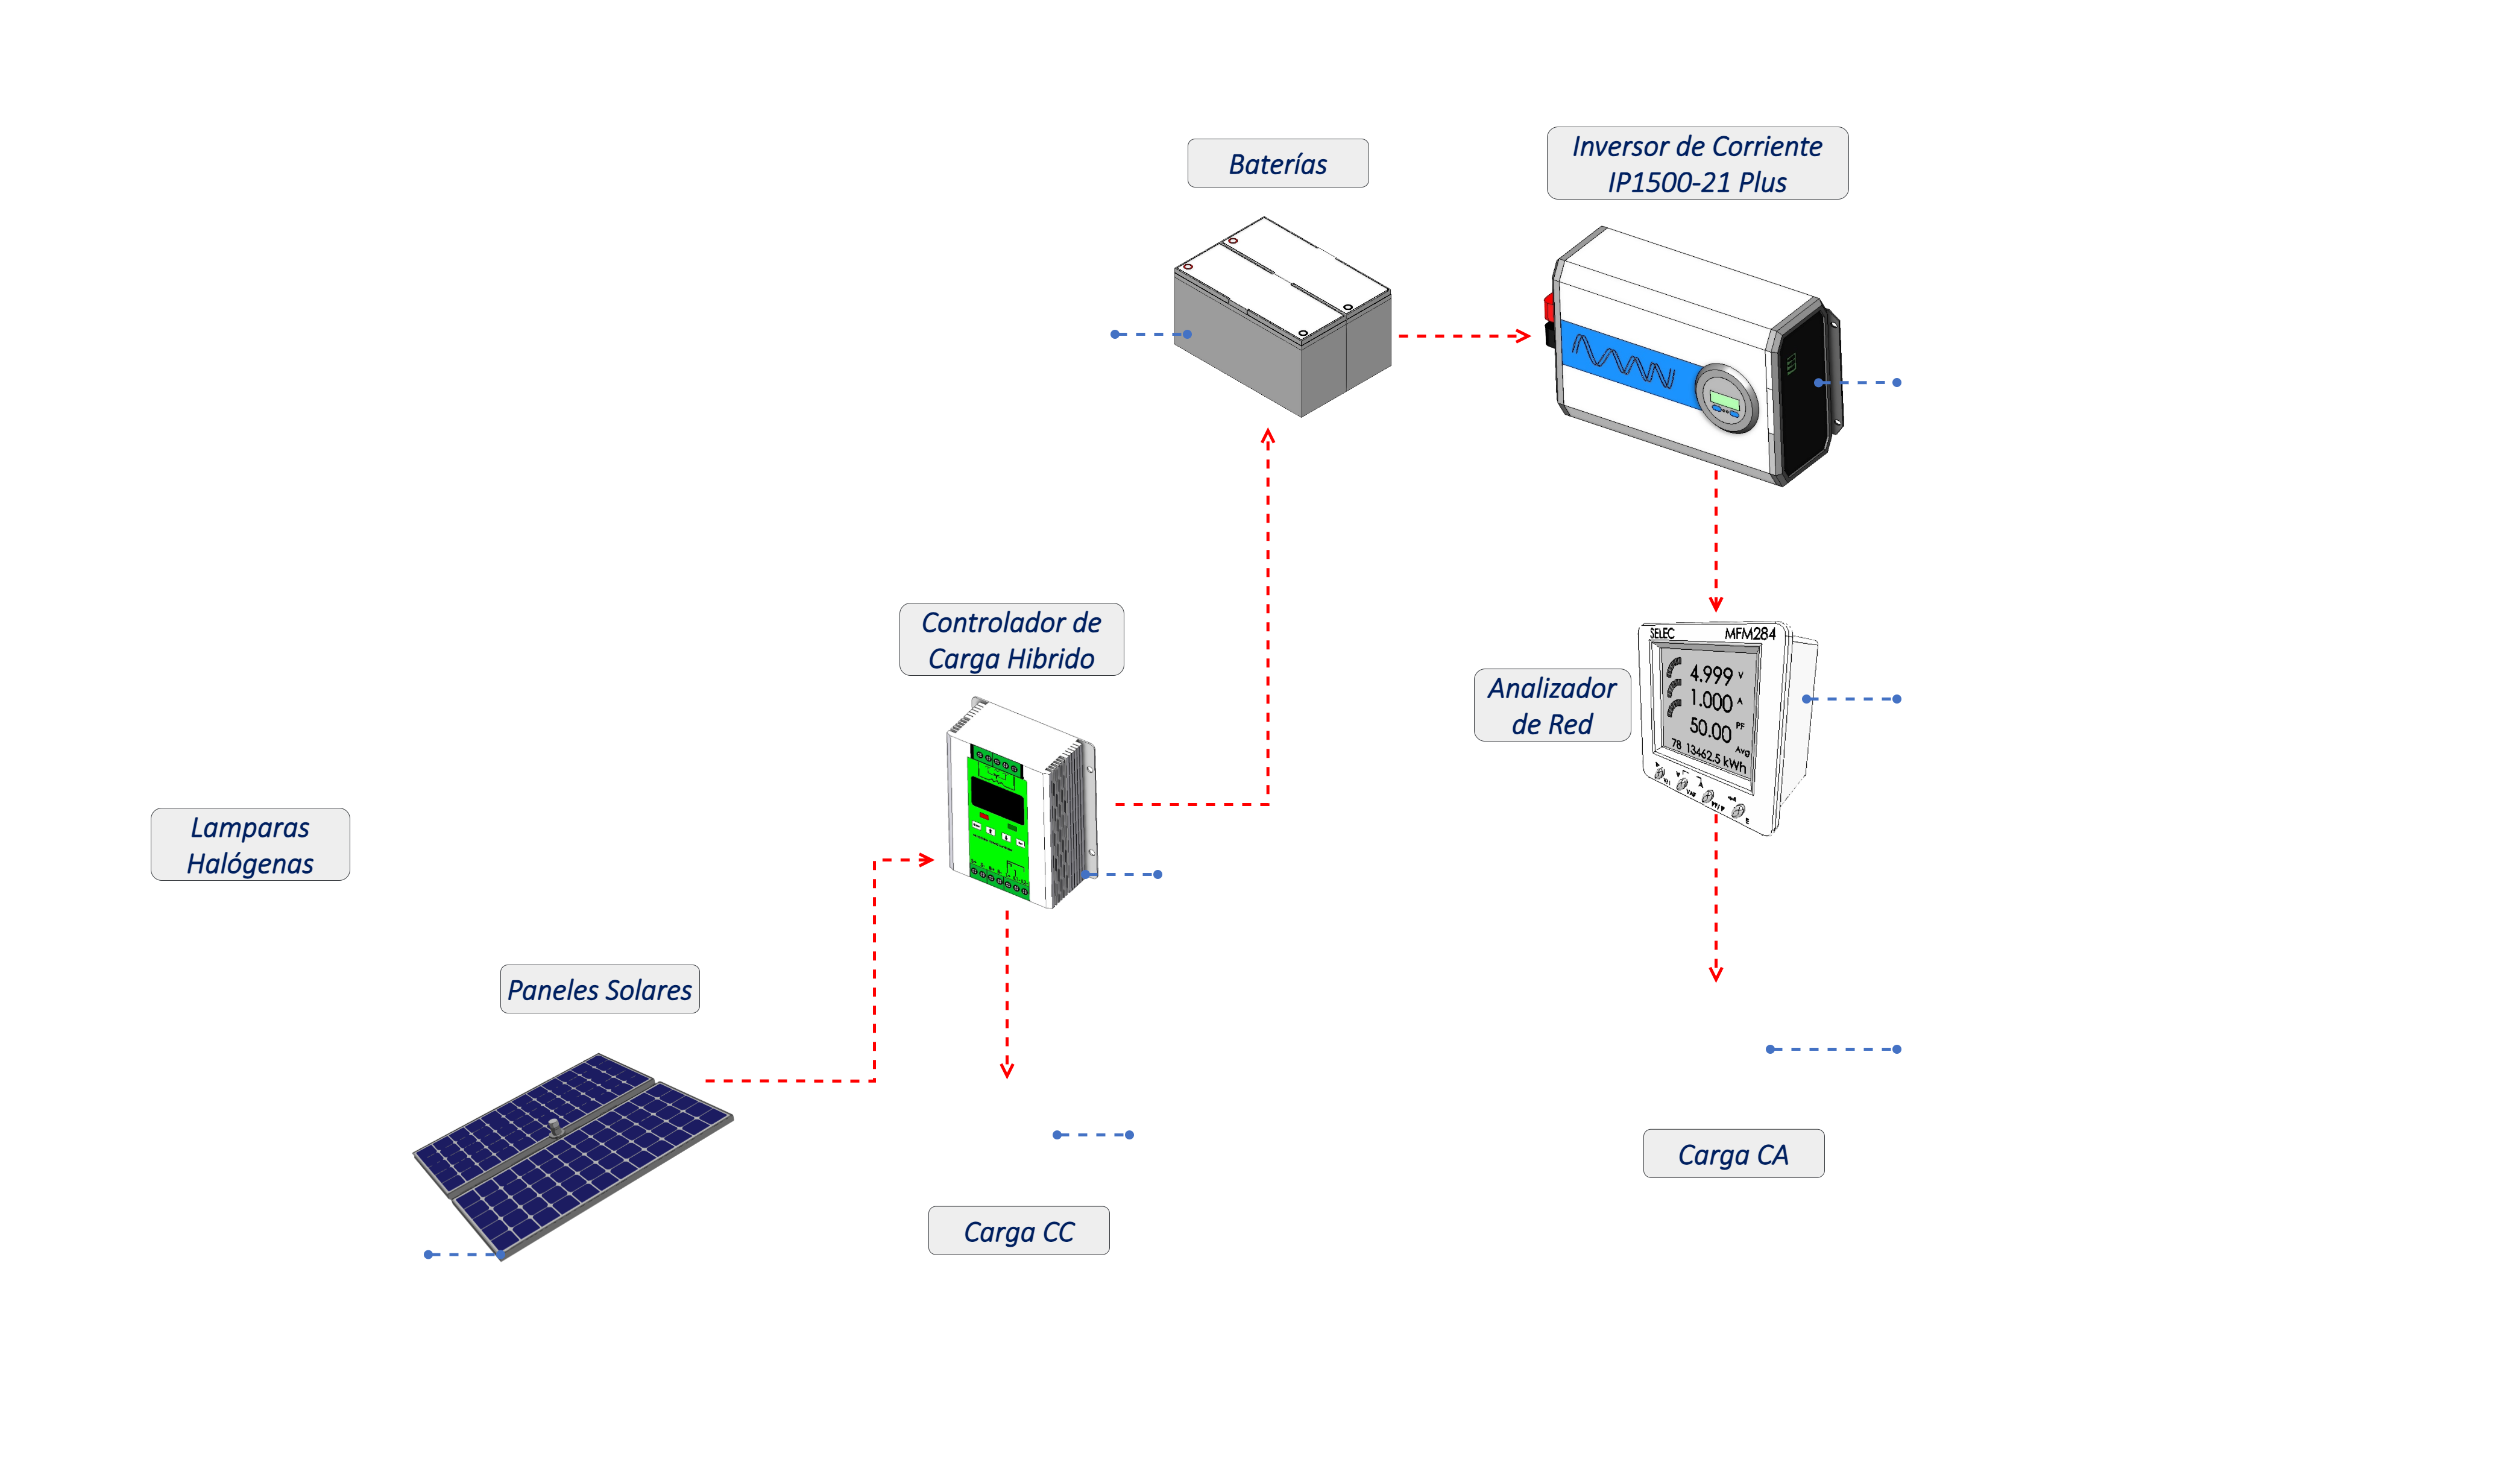 Baterías
Inversor de Corriente
IP1500-21 Plus
Controlador de
Carga Hibrido
SELEC MFM284
4.999 V
1.000 A
50.00 PF
Avg
78 13462.5 kWh
Analizador
de Red
Lamparas
Halógenas
Paneles Solares
Carga CA
Carga CC